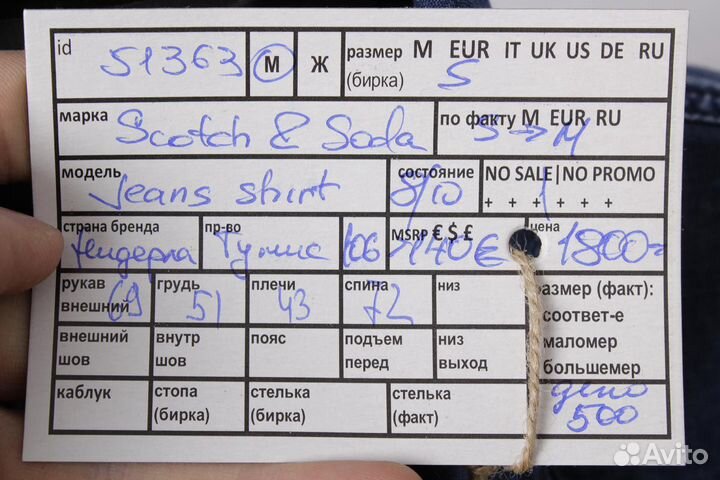 id 51363 М Ж размер М EUR IT UK US DE RU
(бирка) S
марка Scotch & Soda по факту М EUR RU
S → M
модель Jeans shirt состояние 8/10 NO SALE | NO PROMO
+ + + + + +
страна бренда Нидерла пр-во Тунис MSRP € $ £ 140€ цена 1800=
рукав внешний 69 грудь 51 плечи 43 спина 72 низ размер (факт):
соответ-е
маломер
большемер
внешний шов внутр шов пояс подъем перед низ выход
каблук стопа (бирка) стелька (бирка) стелька (факт)
500
Avito